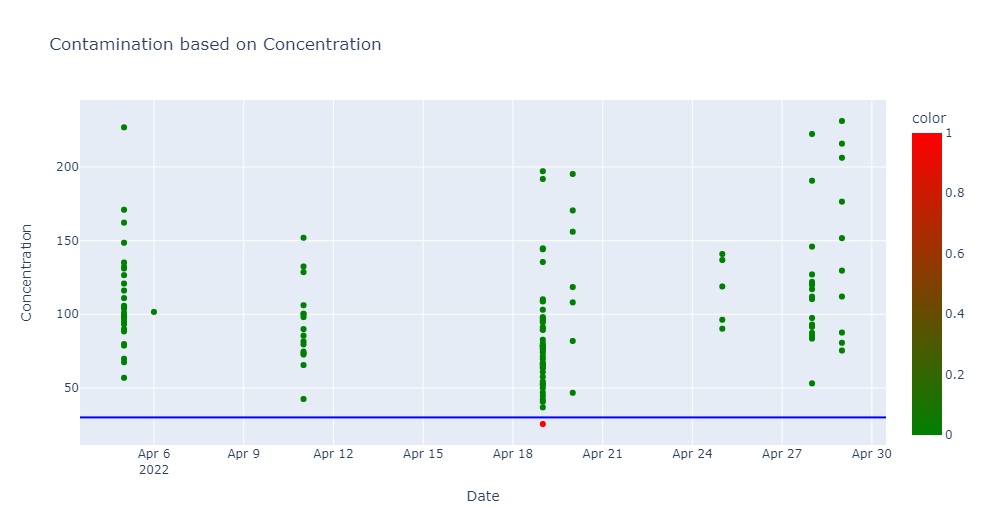 Contamination based on Concentration
Concentration
200
150
100
50
Apr 6
2022
Apr 9
Apr 12
Apr 15
Apr 18
Apr 21
Apr 24
Apr 27
Apr 30
Date
color
1
0.8
0.6
0.4
0.2
0